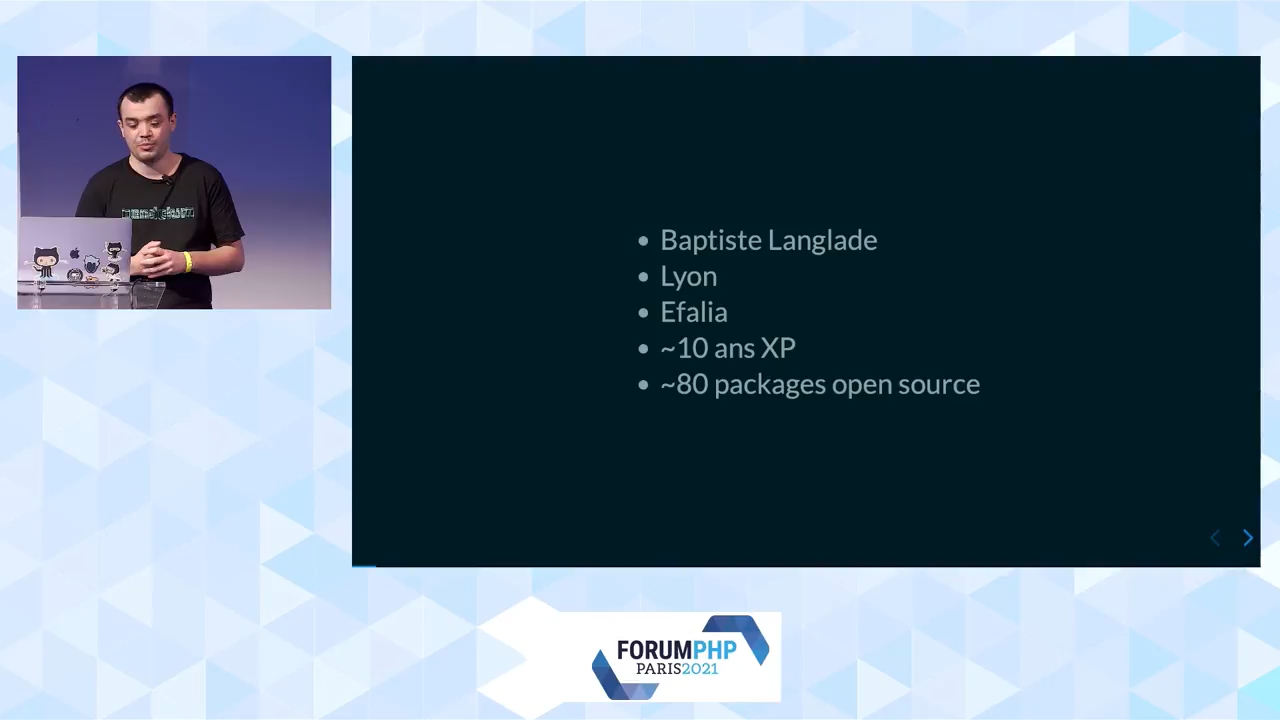 Baptiste Langlade
Lyon
Efalia
~10 ans XP
~80 packages open source
FORUMPHP
PARIS2021